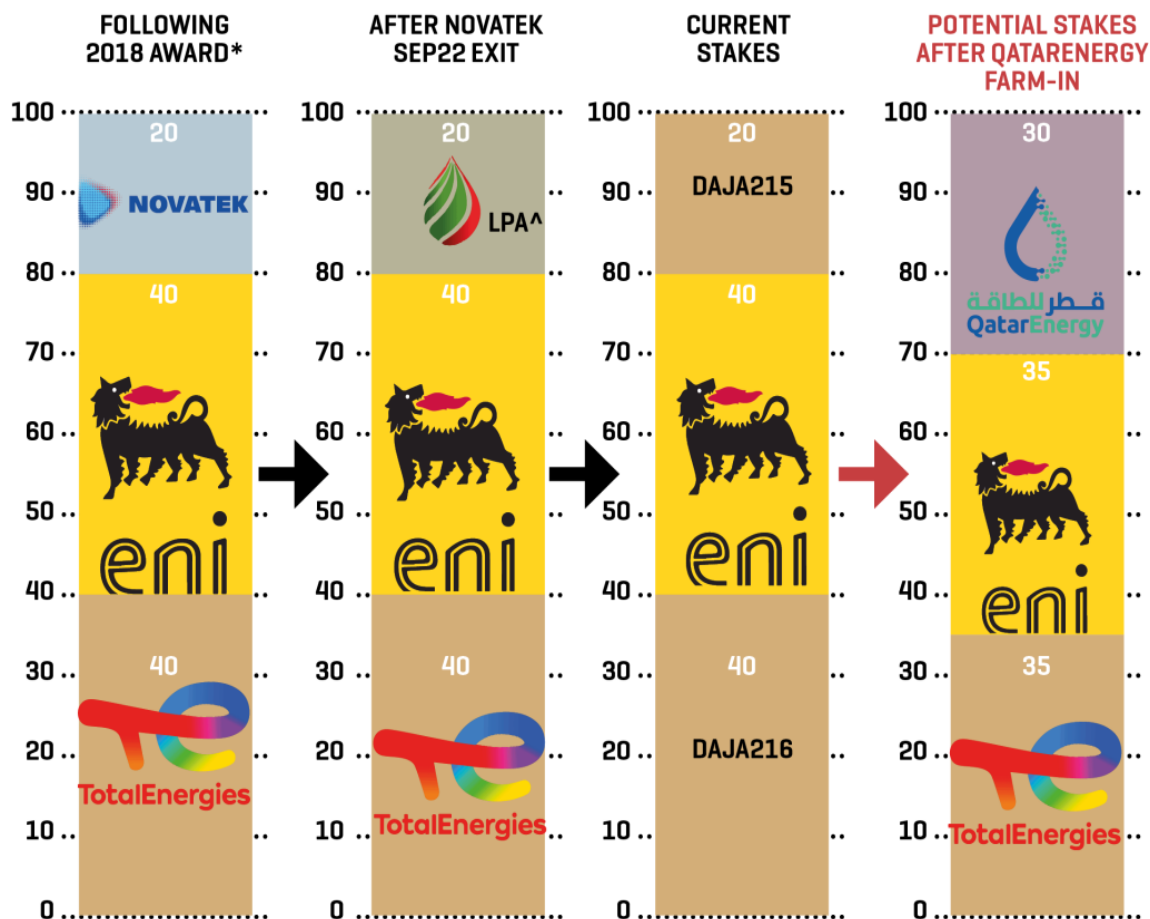 FOLLOWING
2018 AWARD*
AFTER NOVATEK
SEP22 EXIT
CURRENT
STAKES
POTENTIAL STAKES
AFTER QATARENERGY
FARM-IN
100
90
80
70
60
50
40
30
20
10
0
20
NOVATEK
40
eni
40
TotalEnergies
100
90
80
70
60
50
40
30
20
10
0
20
LPA^
40
eni
40
TotalEnergies
100
90
80
70
60
50
40
30
20
10
0
20
DAJA215
40
eni
40
DAJA216
100
90
80
70
60
50
40
30
20
10
0
30
قطر للطاقة
QatarEnergy
35
eni
35
TotalEnergies